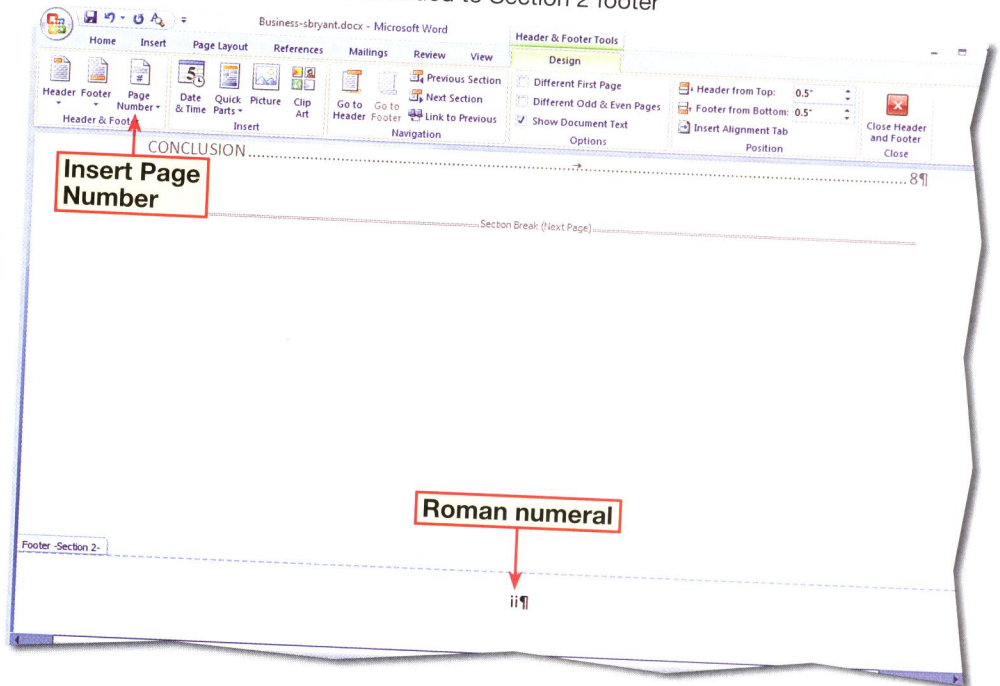 ded to Section 2 footer
Business-sbryant.docx - Microsoft Word
Header & Footer Tools
Home Insert Page Layout References Mailings Review View Design
Header Footer Page Number
Date & Time Quick Parts Picture Clip Art
Go to Header Go to Footer Previous Section
Next Section
Link to Previous
Different First Page
Different Odd & Even Pages
Show Document Text
Header from Top: 0.5"
Footer from Bottom: 0.5"
Insert Alignment Tab
Close Header and Footer
Header & Foot Insert Navigation Options Position Close
CONCLUSION ........ 8¶
Insert Page
Number
Section Break (Next Page)
Roman numeral
Footer -Section 2-
ii¶